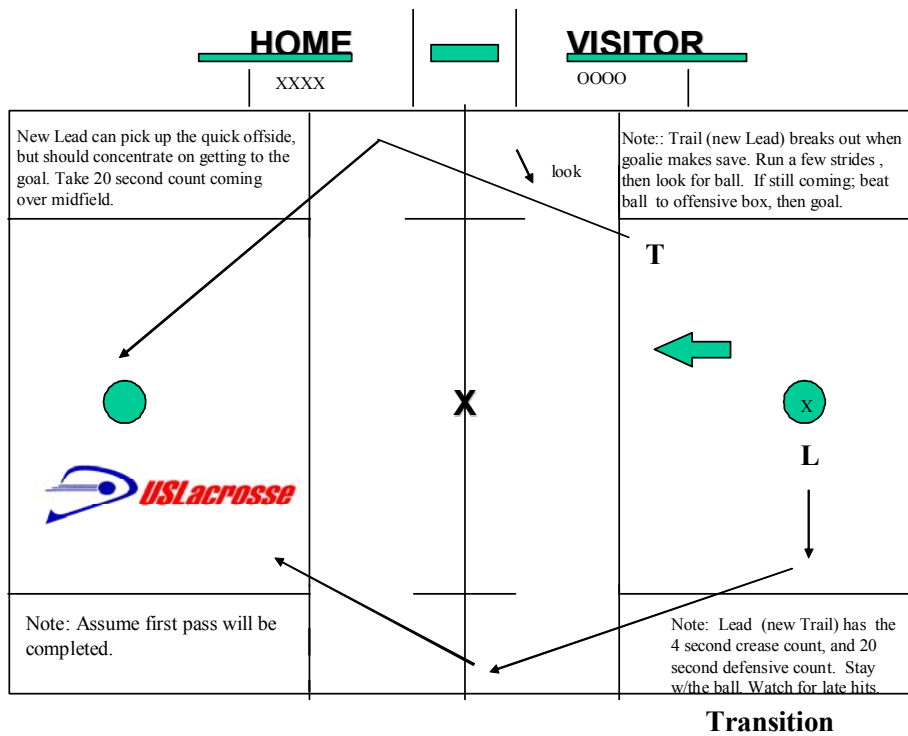 HOME
VISITOR
XXXX
OOOO
New Lead can pick up the quick offside,
but should concentrate on getting to the
goal. Take 20 second count coming
over midfield.
look
Note:: Trail (new Lead) breaks out when
goalie makes save. Run a few strides ,
then look for ball. If still coming; beat
ball to offensive box, then goal.
T
X
X
L
USLacrosse
Note: Assume first pass will be
completed.
Note: Lead (new Trail) has the
4 second crease count, and 20
second defensive count. Stay
w/the ball. Watch for late hits.
Transition